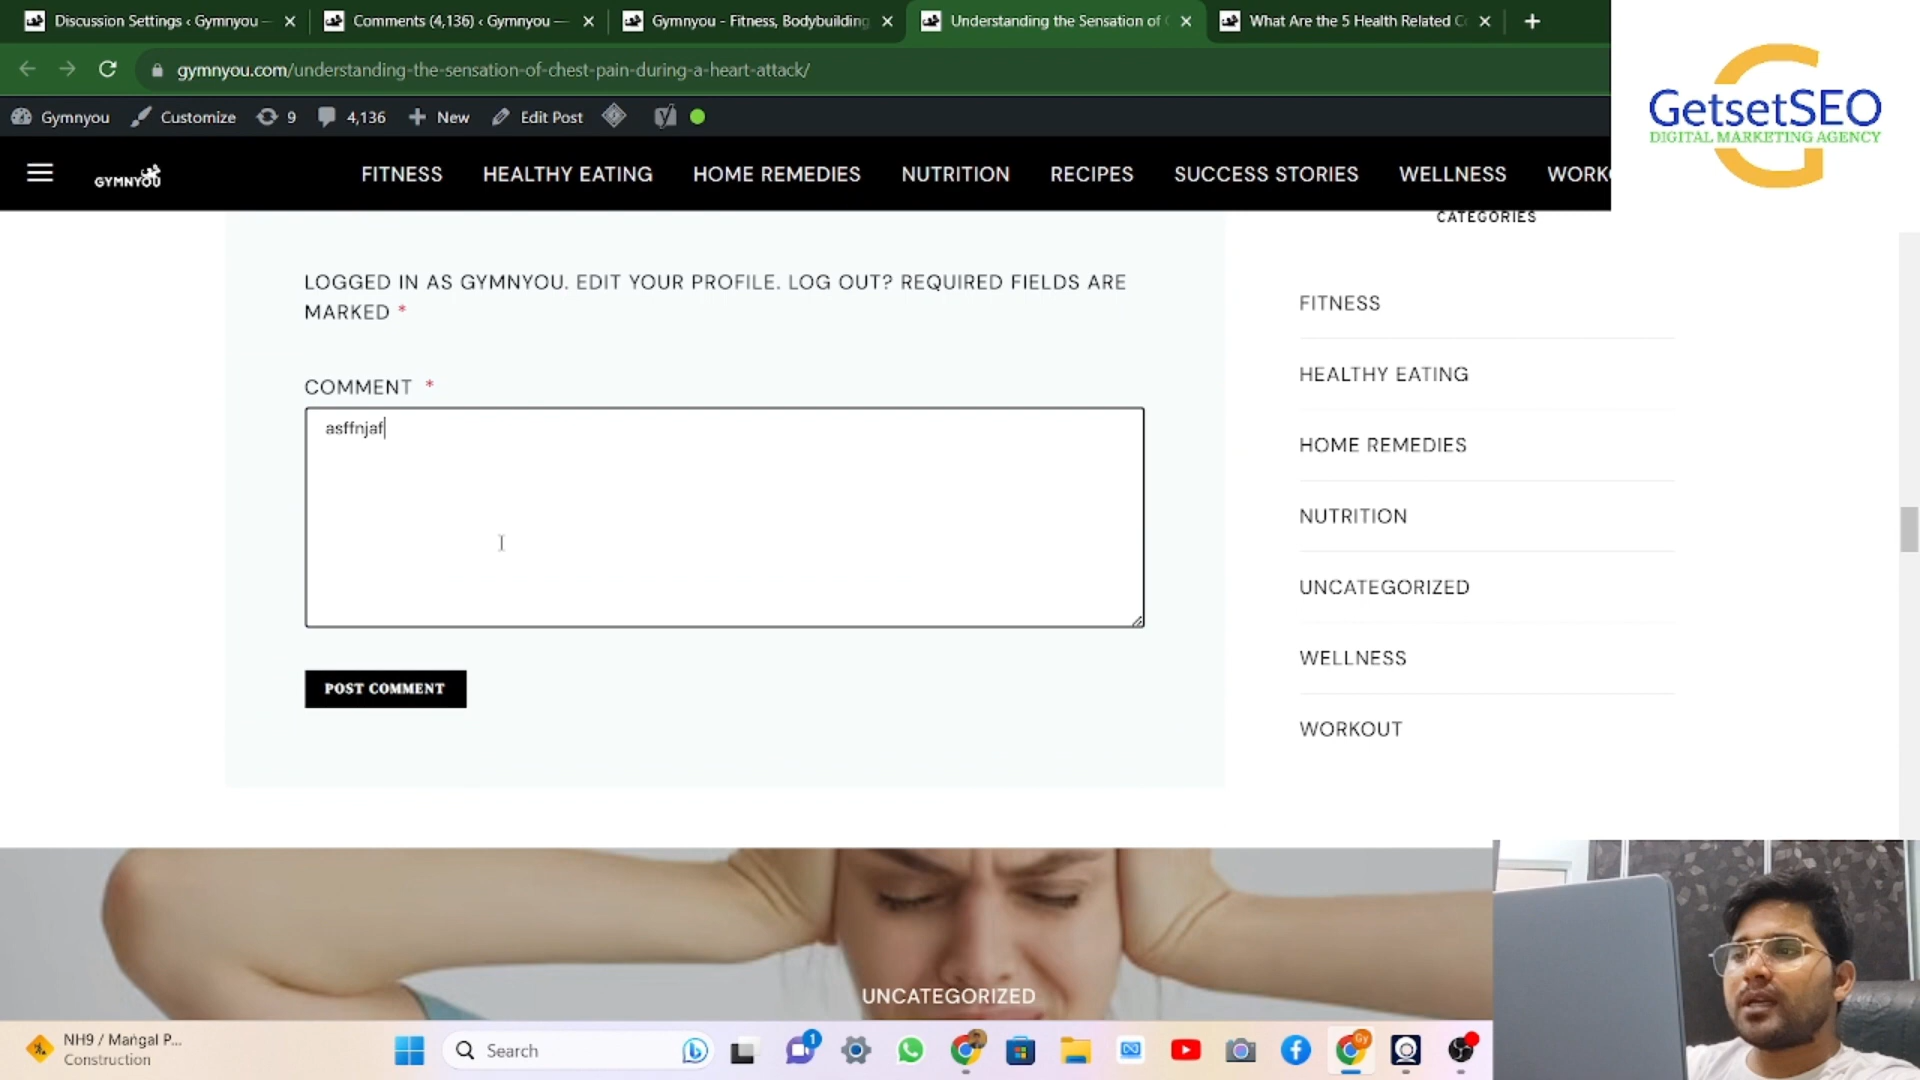 Discussion Settings ‹ Gymnyou —
Comments (4,136) ‹ Gymnyou —
Gymnyou - Fitness, Bodybuilding
Understanding the Sensation of C
What Are the 5 Health Related Co
gymnyou.com/understanding-the-sensation-of-chest-pain-during-a-heart-attack/
Gymnyou
Customize
9
4,136
New
Edit Post
GetsetSEO
DIGITAL MARKETING AGENCY
GYMNYOU
FITNESS
HEALTHY EATING
HOME REMEDIES
NUTRITION
RECIPES
SUCCESS STORIES
WELLNESS
WORK
CATEGORIES
LOGGED IN AS GYMNYOU. EDIT YOUR PROFILE. LOG OUT? REQUIRED FIELDS ARE
MARKED *
COMMENT *
asffnjaf
POST COMMENT
FITNESS
HEALTHY EATING
HOME REMEDIES
NUTRITION
UNCATEGORIZED
WELLNESS
WORKOUT
UNCATEGORIZED
NH9 / Mangal P...
Construction
Search
1
Gy